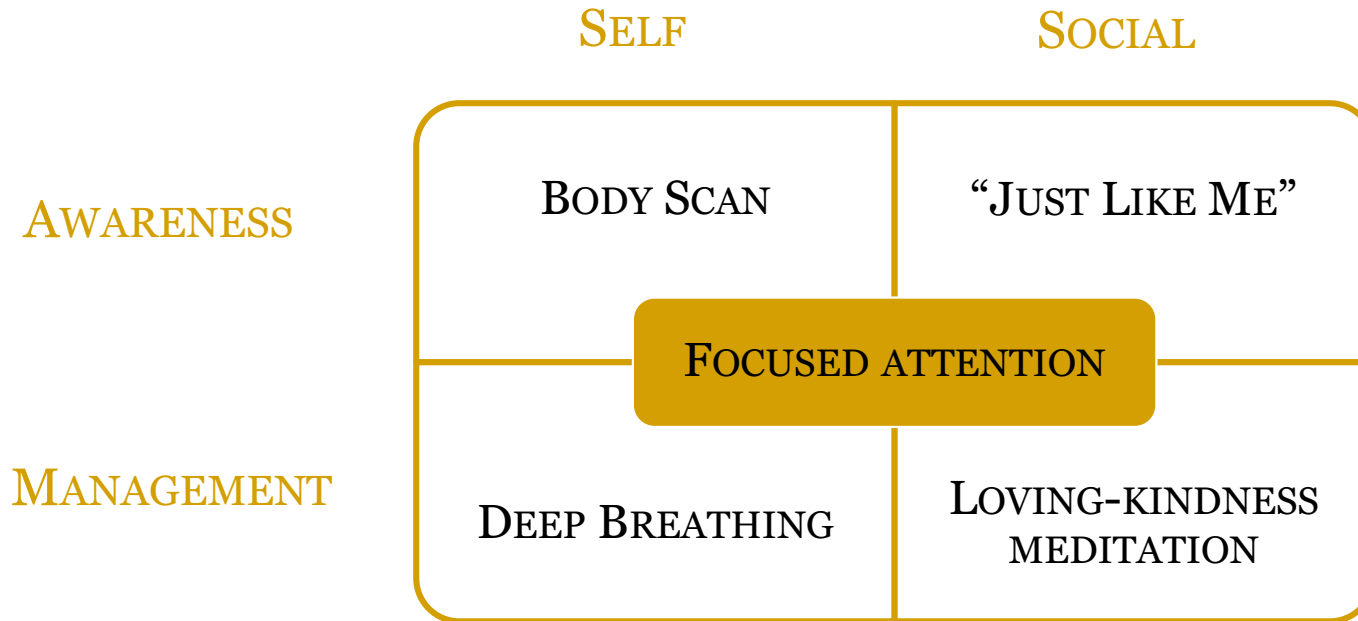 Self
Social
Awareness
Body Scan
“Just Like Me”
Focused attention
Management
Deep Breathing
Loving-kindness
meditation